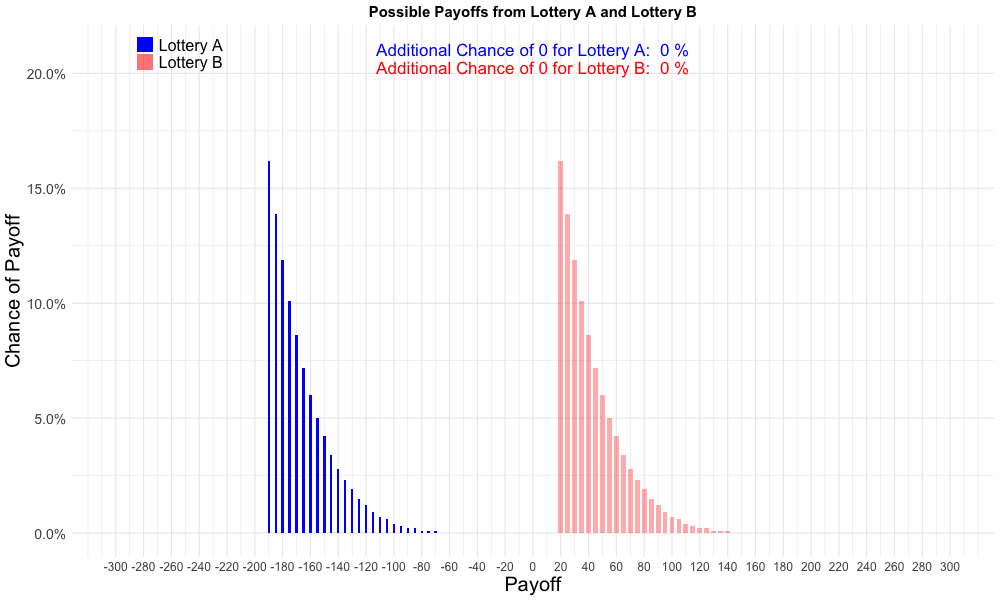 Possible Payoffs from Lottery A and Lottery B
Lottery A
Lottery B
Additional Chance of 0 for Lottery A:  0 %
Additional Chance of 0 for Lottery B:  0 %
Chance of Payoff
20.0%
15.0%
10.0%
5.0%
0.0%
-300 -280 -260 -240 -220 -200 -180 -160 -140 -120 -100 -80 -60 -40 -20 0 20 40 60 80 100 120 140 160 180 200 220 240 260 280 300
Payoff